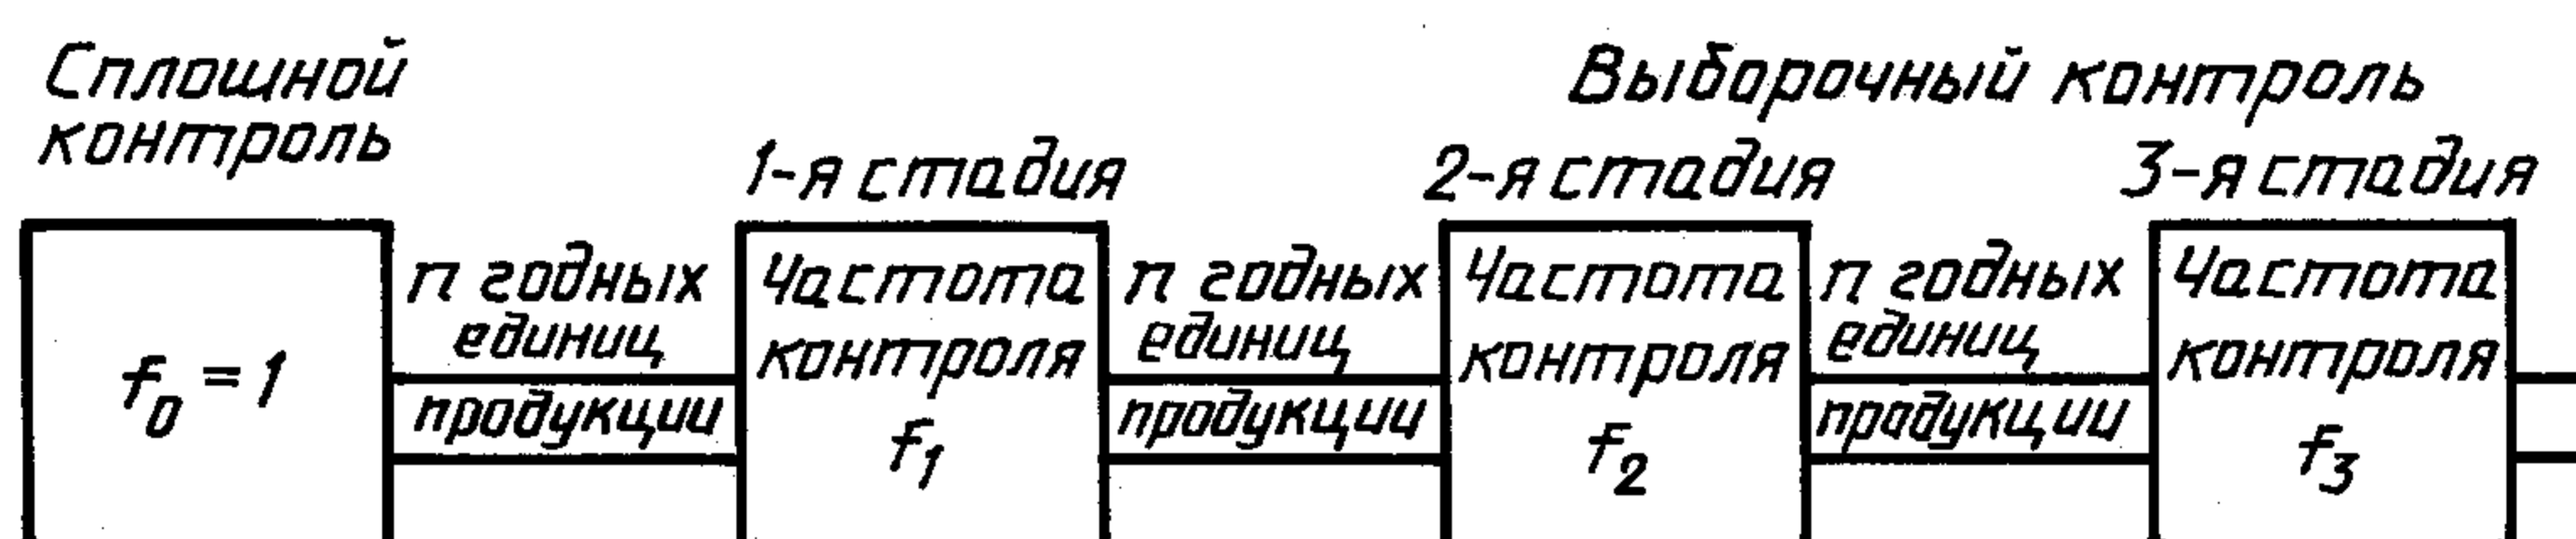 Сплошной
контроль
Выборочный контроль
1-я стадия
2-я стадия
3-я стадия
f₀ = 1
n годных
единиц
продукции
Частота
контроля
f₁
n годных
единиц
продукции
Частота
контроля
f₂
n годных
единиц
продукции
Частота
контроля
f₃